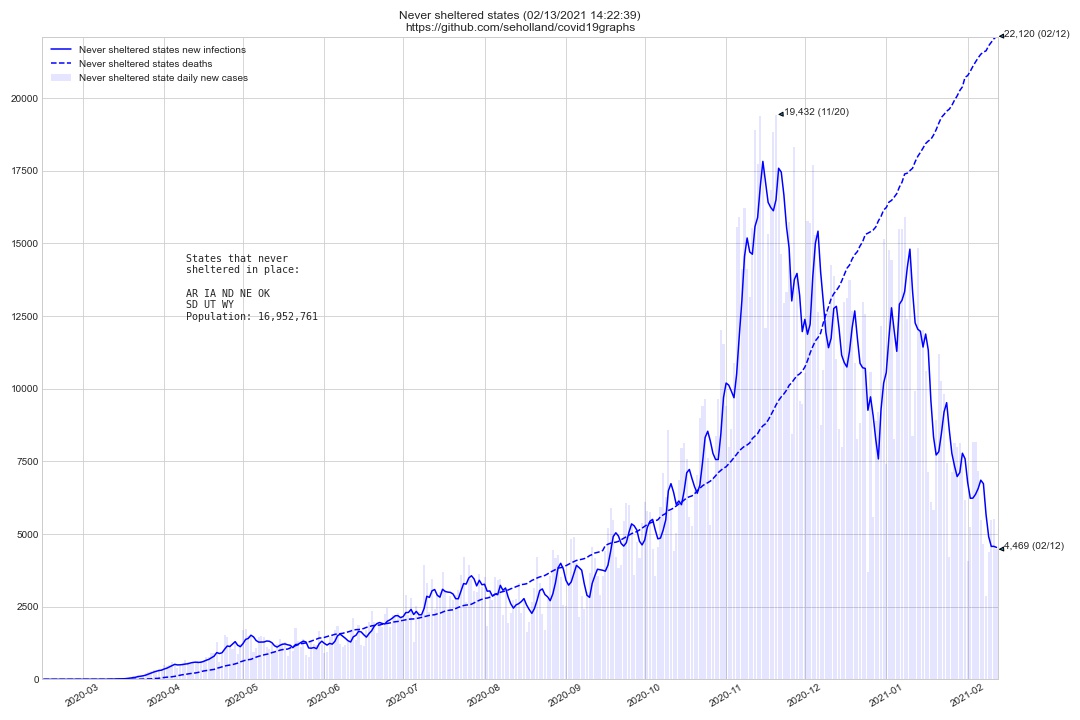 Never sheltered states (02/13/2021 14:22:39)
https://github.com/seholland/covid19graphs
22,120 (02/12)
Never sheltered states new infections
Never sheltered states deaths
Never sheltered state daily new cases
20000
19,432 (11/20)
17500
15000
States that never
sheltered in place:
AR IA ND NE OK
SD UT WY
Population: 16,952,761
12500
10000
7500
5000
4,469 (02/12)
2500
0
2020-03
2020-04
2020-05
2020-06
2020-07
2020-08
2020-09
2020-10
2020-11
2020-12
2021-01
2021-02